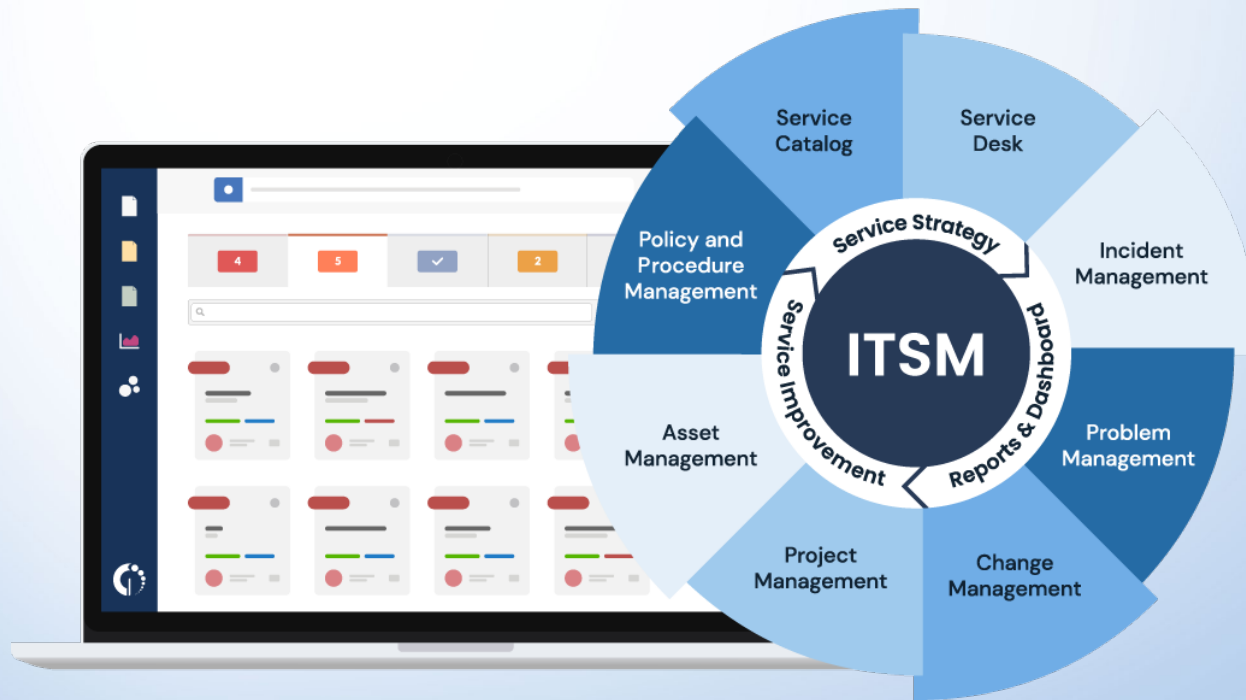 4
5
2
Service
Catalog
Service
Desk
Policy and
Procedure
Management
Incident
Management
Service Strategy
Reports & Dashboard
Service Improvement
ITSM
Asset
Management
Problem
Management
Project
Management
Change
Management